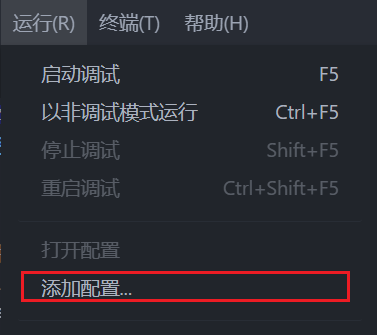 运行(R) 终端(T) 帮助(H)
启动调试 F5
以非调试模式运行 Ctrl+F5
停止调试 Shift+F5
重启调试 Ctrl+Shift+F5
打开配置
添加配置...